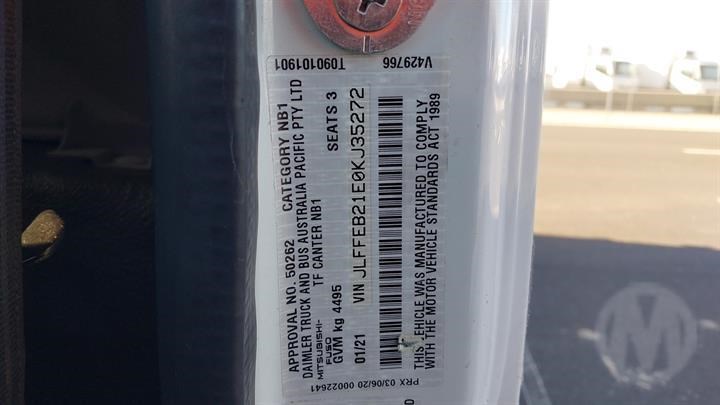 T090101901 V429766
APPROVAL NO. 50262 CATEGORY NB1
DAIMLER TRUCK AND BUS AUSTRALIA PACIFIC PTY LTD
MITSUBISHI-
FUSO
TF CANTER NB1
GVM kg 4495 SEATS 3
01/21 VIN JLFFEB21E0KJ35272
THIS VEHICLE WAS MANUFACTURED TO COMPLY
WITH THE MOTOR VEHICLE STANDARDS ACT 1989
PRX 03/06/20 00022641
M